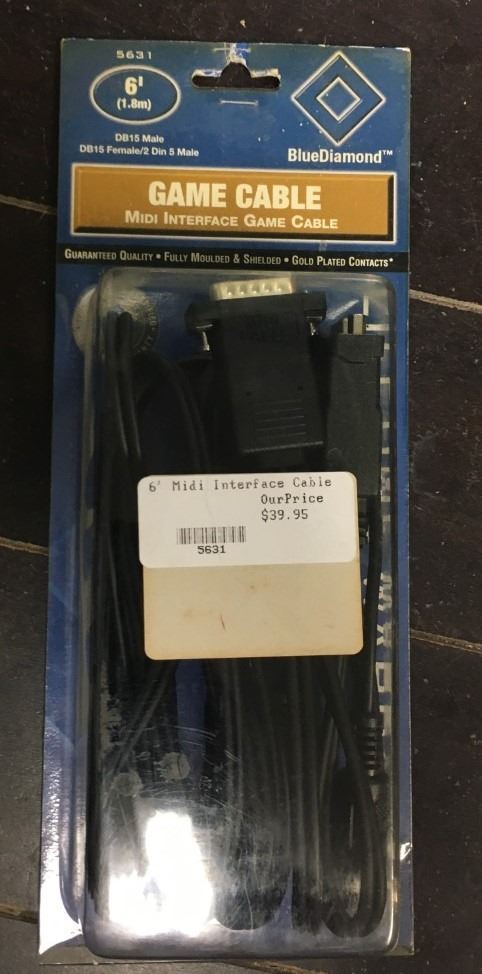 5631
6'
(1.8m)
DB15 Male
DB15 Female/2 Din 5 Male
BlueDiamond™
GAME CABLE
MIDI INTERFACE GAME CABLE
GUARANTEED QUALITY • FULLY MOULDED & SHIELDED • GOLD PLATED CONTACTS*
6' Midi Interface Cable
OurPrice
$39.95
5631